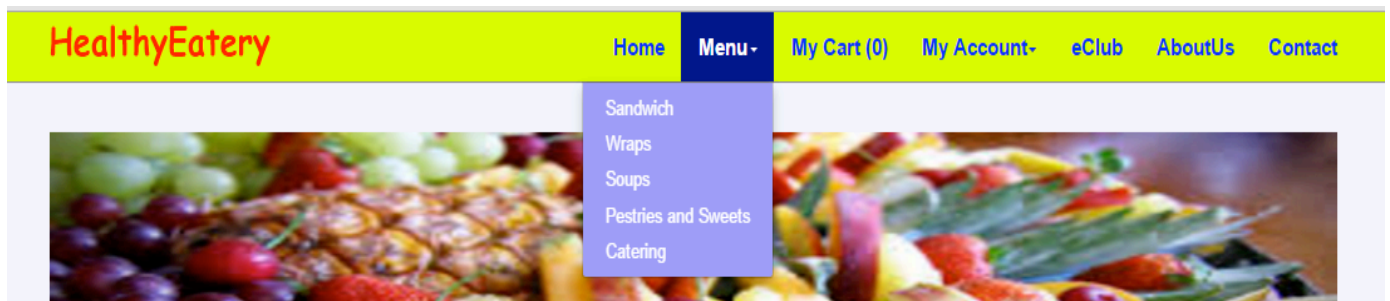 HealthyEatery Home Menu My Cart (0) My Account eClub AboutUs Contact
Sandwich
Wraps
Soups
Pestries and Sweets
Catering